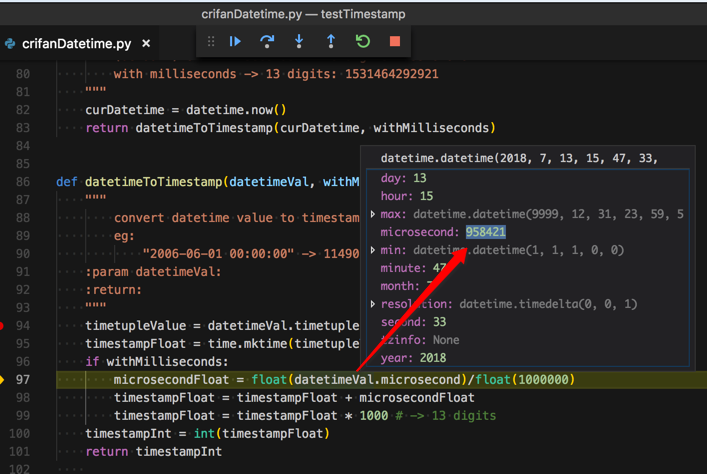 crifanDatetime.py — testTimestamp
crifanDatetime.py ×
80 with milliseconds -> 13 digits: 1531464292921
81 """
82 curDatetime = datetime.now()
83 return datetimeToTimestamp(curDatetime, withMilliseconds)
84
85
86 def datetimeToTimestamp(datetimeVal, withM
87 """
88 convert datetime value to timestam
89 eg:
90 "2006-06-01 00:00:00" -> 11490
91 :param datetimeVal:
92 :return:
93 """
94 timetupleValue = datetimeVal.timetuple
95 timestampFloat = time.mktime(timetuple
96 if withMilliseconds:
97 microsecondFloat = float(datetimeVal.microsecond)/float(1000000)
98 timestampFloat = timestampFloat + microsecondFloat
99 timestampFloat = timestampFloat * 1000 # -> 13 digits
100 timestampInt = int(timestampFloat)
101 return timestampInt
102
datetime.datetime(2018, 7, 13, 15, 47, 33,
day: 13
hour: 15
max: datetime.datetime(9999, 12, 31, 23, 59, 5
microsecond: 958421
min: datetime.datetime(1, 1, 1, 0, 0)
minute: 47
month:
resolution: datetime.timedelta(0, 0, 1)
second: 33
tzinfo: None
year: 2018